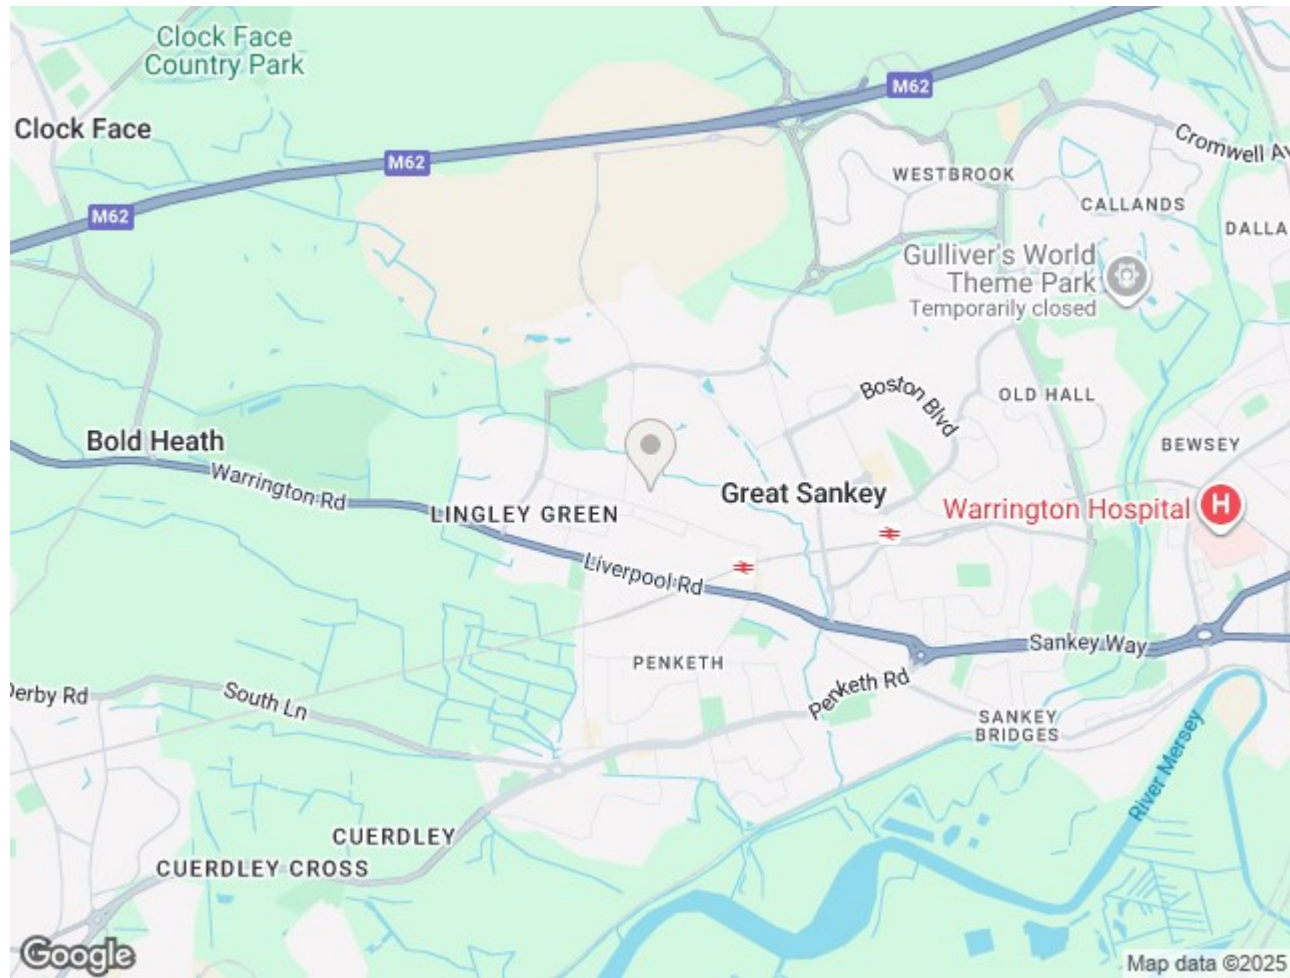 Clock Face
Country Park
M62
Clock Face
Cromwell Av
M62
WESTBROOK
CALLANDS
M62
DALLA
Gulliver's World
Theme Park
Temporarily closed
Boston Blvd
OLD HALL
Bold Heath
BEWSEY
Warrington Rd
Great Sankey
LINGLEY GREEN
Warrington Hospital
H
Liverpool Rd
Sankey Way
PENKETH
Derby Rd
South Ln
Penketh Rd
SANKEY
BRIDGES
River Mersey
CUERDLEY
CUERDLEY CROSS
Google
Map data ©2025